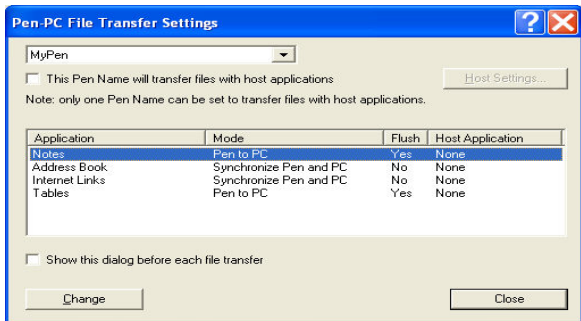 Pen-PC File Transfer Settings
MyPen
This Pen Name will transfer files with host applications
Host Settings...
Note: only one Pen Name can be set to transfer files with host applications.
Application Mode Flush Host Application
Notes Pen to PC Yes None
Address Book Synchronize Pen and PC No None
Internet Links Synchronize Pen and PC No None
Tables Pen to PC Yes None
Show this dialog before each file transfer
Change Close